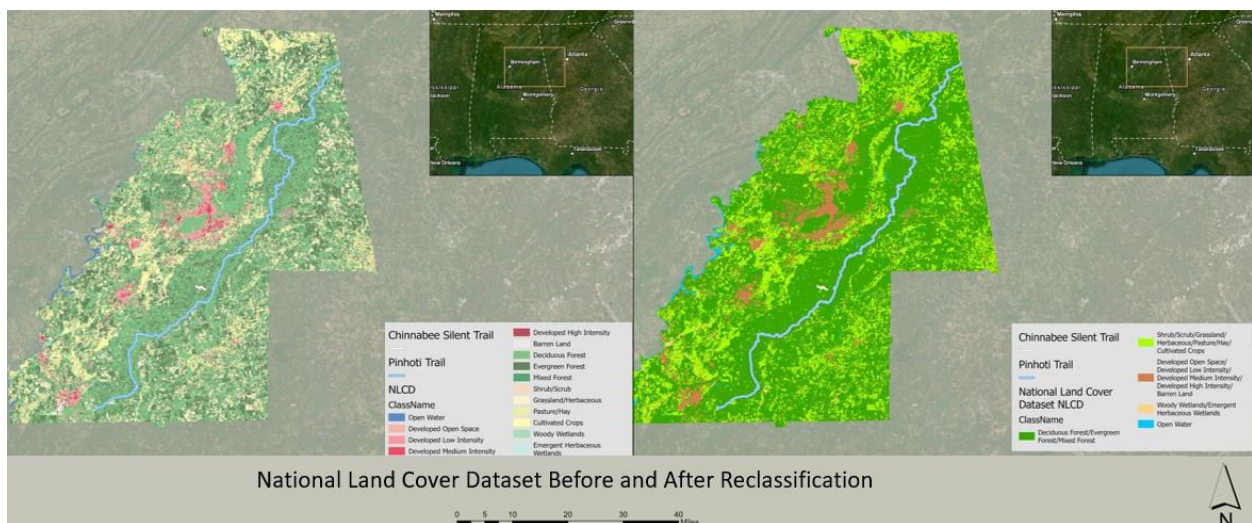 Memphis
Birmingham
Atlanta
Alabama
Montgomery
Georgia
Jackson
Tallahassee
New Orleans
Memphis
Birmingham
Atlanta
Alabama
Montgomery
Georgia
Jackson
Tallahassee
New Orleans
Chinnabee Silent Trail
Pinhoti Trail
NLCD
ClassName
Open Water
Developed Open Space
Developed Low Intensity
Developed Medium Intensity
Developed High Intensity
Barren Land
Deciduous Forest
Evergreen Forest
Mixed Forest
Shrub/Scrub
Grassland/Herbaceous
Pasture/Hay
Cultivated Crops
Woody Wetlands
Emergent Herbaceous
Wetlands
Chinnabee Silent Trail
Pinhoti Trail
National Land Cover
Dataset NLCD
ClassName
Deciduous Forest/Evergreen
Forest/Mixed Forest
Shrub/Scrub/Grassland/
Herbaceous/Pasture/Hay/
Cultivated Crops
Developed Open Space/
Developed Low Intensity/
Developed Medium Intensity/
Developed High Intensity/
Barren Land
Woody Wetlands/Emergent
Herbaceous Wetlands
Open Water
National Land Cover Dataset Before and After Reclassification
0 5 10 20 30 40
Miles
N